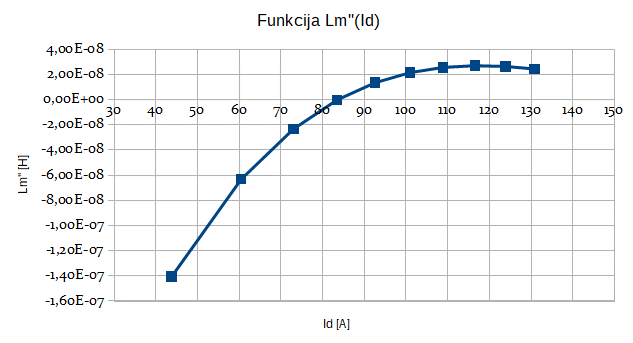 Funkcija Lm"(Id)
4,00E-08
2,00E-08
0,00E+00
30 40 50 60 70 80 90 100 110 120 130 140 150
-2,00E-08
-4,00E-08
-6,00E-08
-8,00E-08
-1,00E-07
-1,20E-07
-1,40E-07
-1,60E-07
Lm" [H]
Id [A]